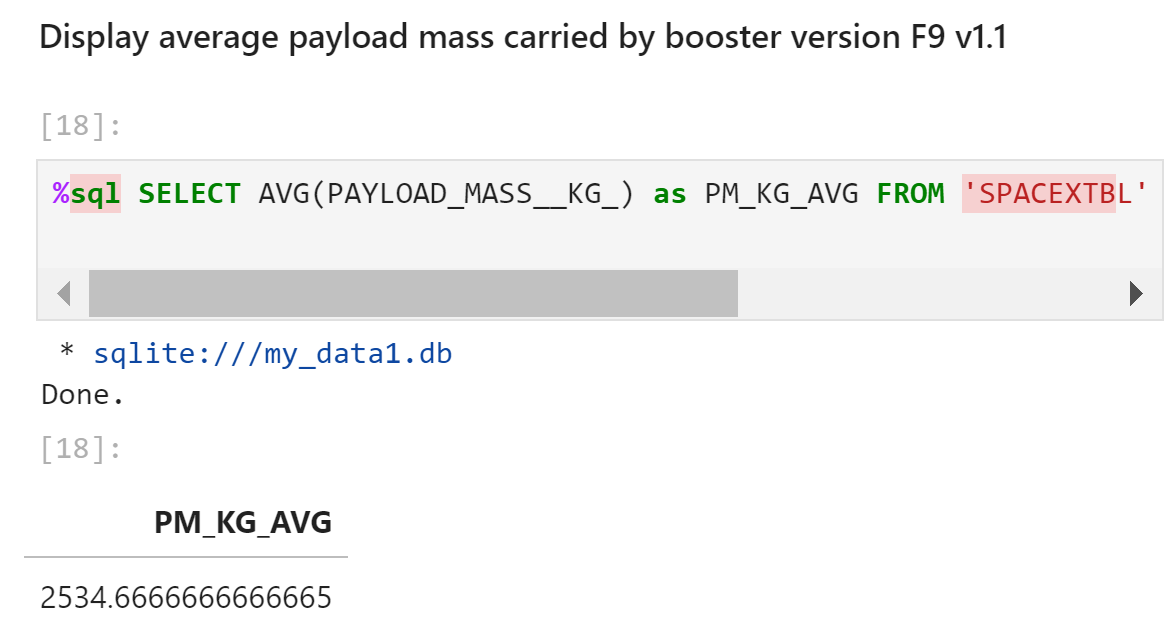 Display average payload mass carried by booster version F9 v1.1
[18]:
%sql SELECT AVG(PAYLOAD_MASS__KG_) as PM_KG_AVG FROM 'SPACEXTBL'
* sqlite:///my_data1.db
Done.
[18]:
PM_KG_AVG
2534.6666666666665